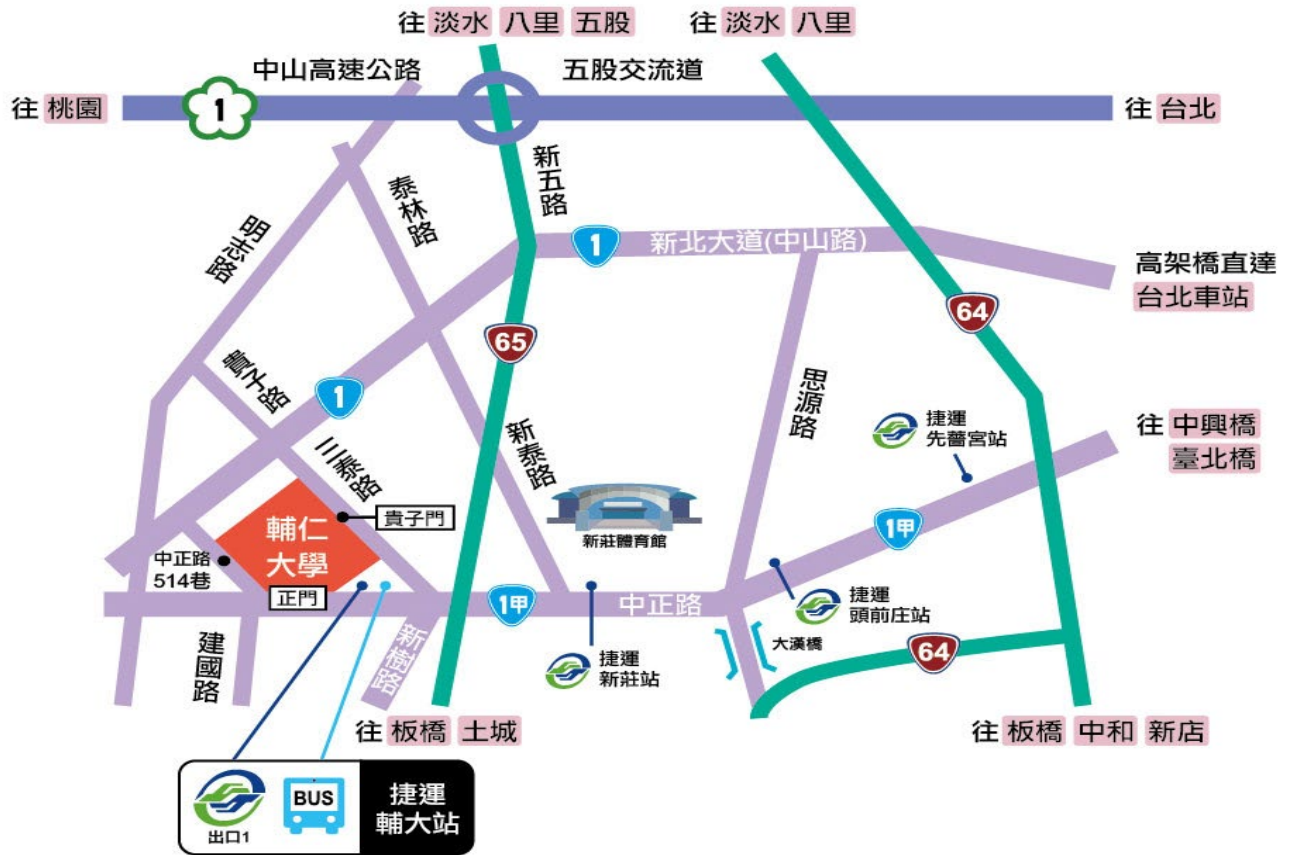 往 淡水 八里 五股
往 淡水 八里
中山高速公路
五股交流道
往 桃園
1
往 台北
新五路
泰林路
明志路
1
新北大道(中山路)
高架橋直達
台北車站
65
64
貴子路
1
思源路
捷運
先嗇宮站
往 中興橋
臺北橋
三泰路
新泰路
輔仁
大學
貴子門
新莊體育館
1甲
中正路
514巷
正門
1甲
中正路
捷運
頭前庄站
建國路
新樹路
捷運
新莊站
大漢橋
64
往 板橋 土城
往 板橋 中和 新店
出口1
BUS
捷運
輔大站